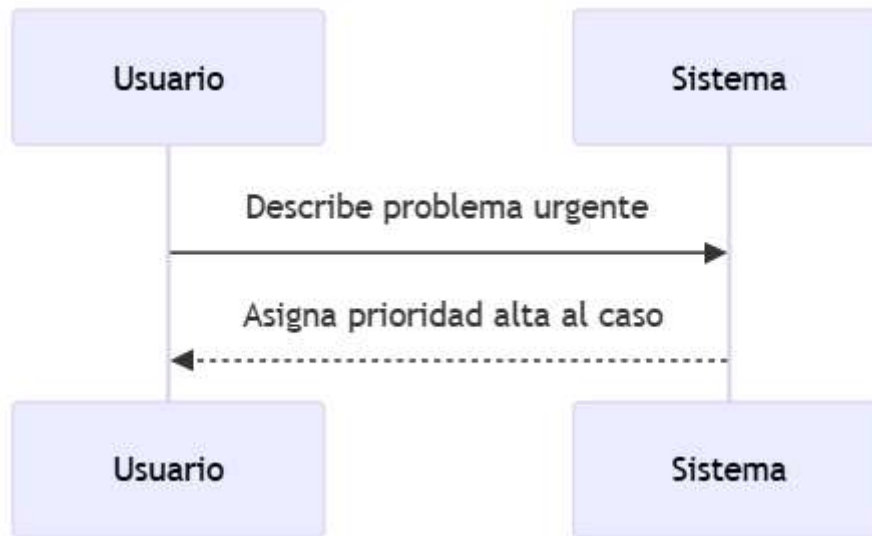 Usuario
Sistema
Describe problema urgente
Asigna prioridad alta al caso
Usuario
Sistema